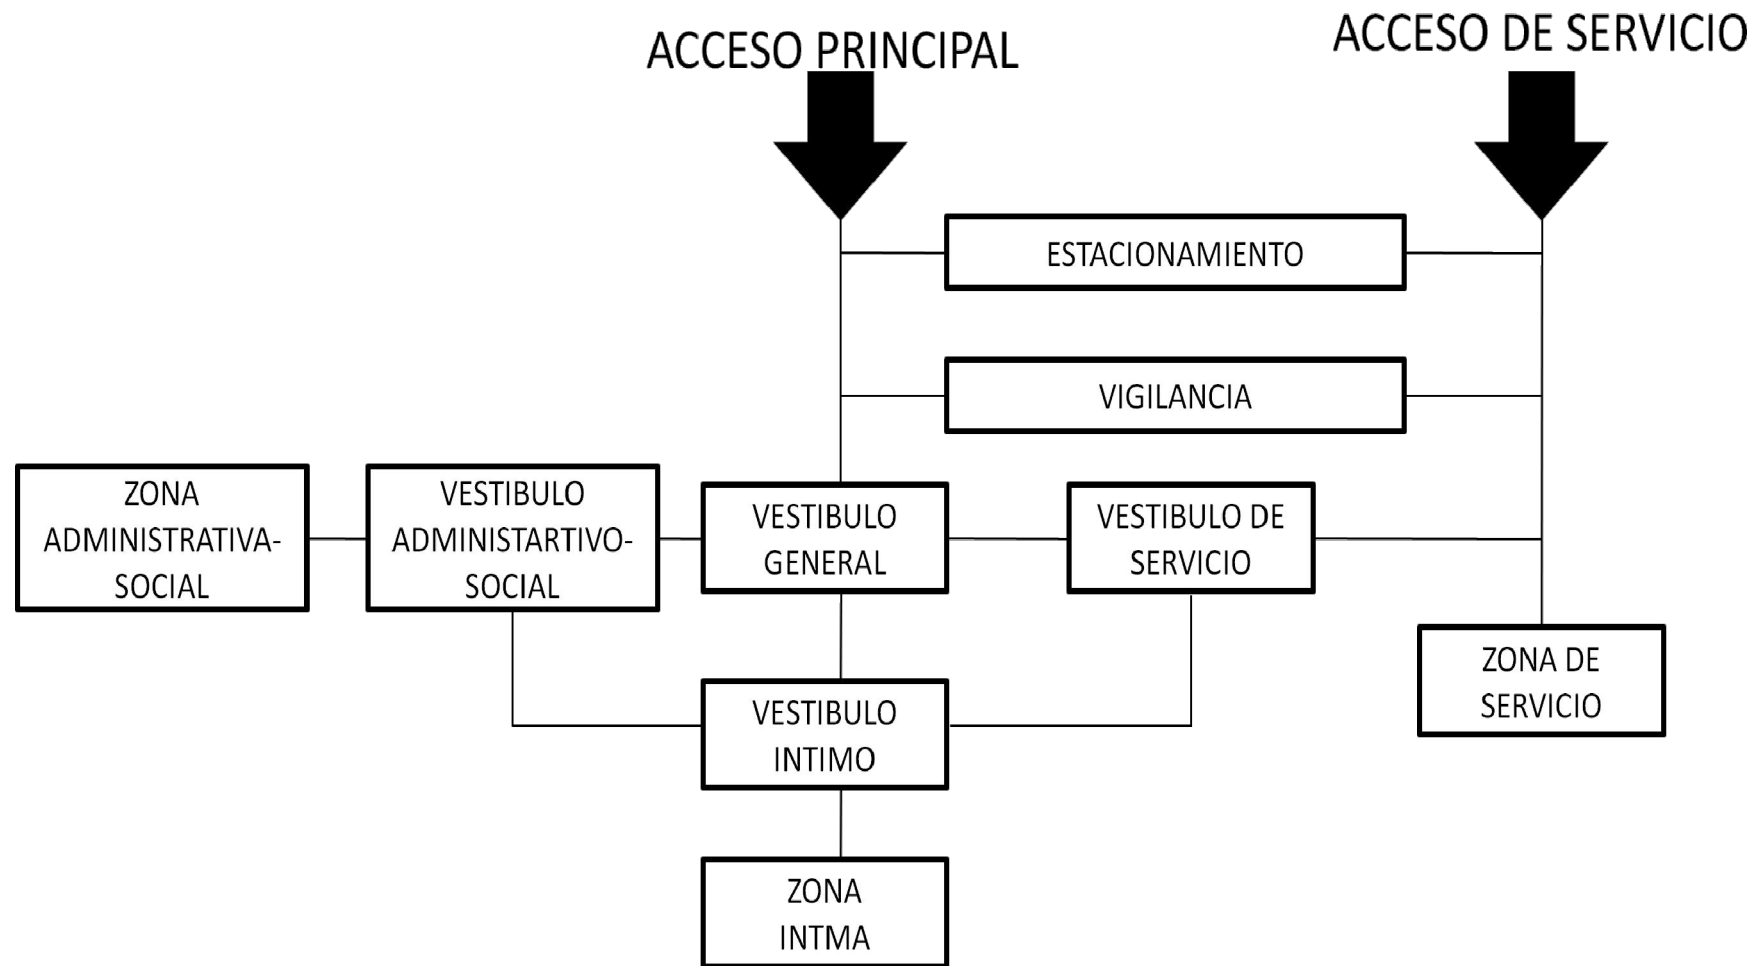 ACCESO PRINCIPAL
ACCESO DE SERVICIO
ESTACIONAMIENTO
VIGILANCIA
ZONA
ADMINISTRATIVA-
SOCIAL
VESTIBULO
ADMINISTARTIVO-
SOCIAL
VESTIBULO
GENERAL
VESTIBULO DE
SERVICIO
ZONA DE
SERVICIO
VESTIBULO
INTIMO
ZONA
INTMA